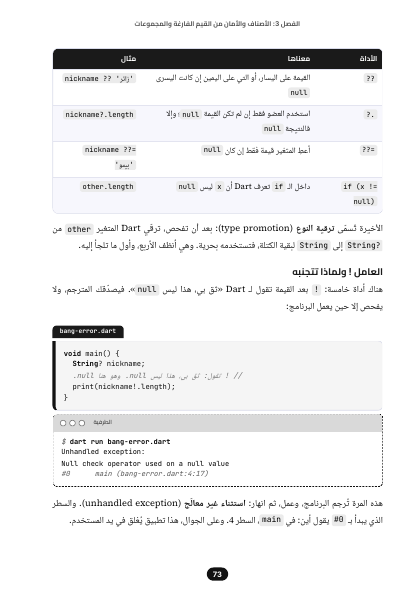 الفصل 3: الأصناف والأمان من القيم الفارغة والمجموعات
الأداة معناها مثال
?? القيمة على اليسار، أو التي على اليمين إن كانت اليسرى nickname ?? 'زائر'
null
?. استخدم العضو فقط إن لم تكن القيمة null؛ وإلا nickname?.length
فالنتيجة null
??= أعطِ المتغير قيمة فقط إن كان null nickname ??=
'بينو'
if (x != داخل الـ if تعرف Dart أن x ليس null other.length
null)
الأخيرة تُسمّى ترقية النوع (type promotion): بعد أن تفحص، ترقي Dart المتغير other من
String? إلى String لبقية الكتلة، فتستخدمه بحرية. وهي أنظف الأربع، وأول ما تلجأ إليه.
العامل ! ولماذا تتجنبه
هناك أداة خامسة: ! بعد القيمة تقول لـ Dart «ثق بي، هذا ليس null». فيصدّقك المترجم، ولا
يفحص إلا حين يعمل البرنامج:
bang-error.dart
void main() {
String? nickname;
// ! تقول: ثق بي، هذا ليس null. وهو هنا null.
print(nickname!.length);
}
الطرفية
$ dart run bang-error.dart
Unhandled exception:
Null check operator used on a null value
#0 main (bang-error.dart:4:17)
هذه المرة تُرجم البرنامج، وعمل، ثم انهار: استثناء غير معالَج (unhandled exception). والسطر
الذي يبدأ بـ #0 يقول أين: في main، السطر 4. وعلى الجوال، هذا تطبيق يُغلق في يد المستخدم.
73